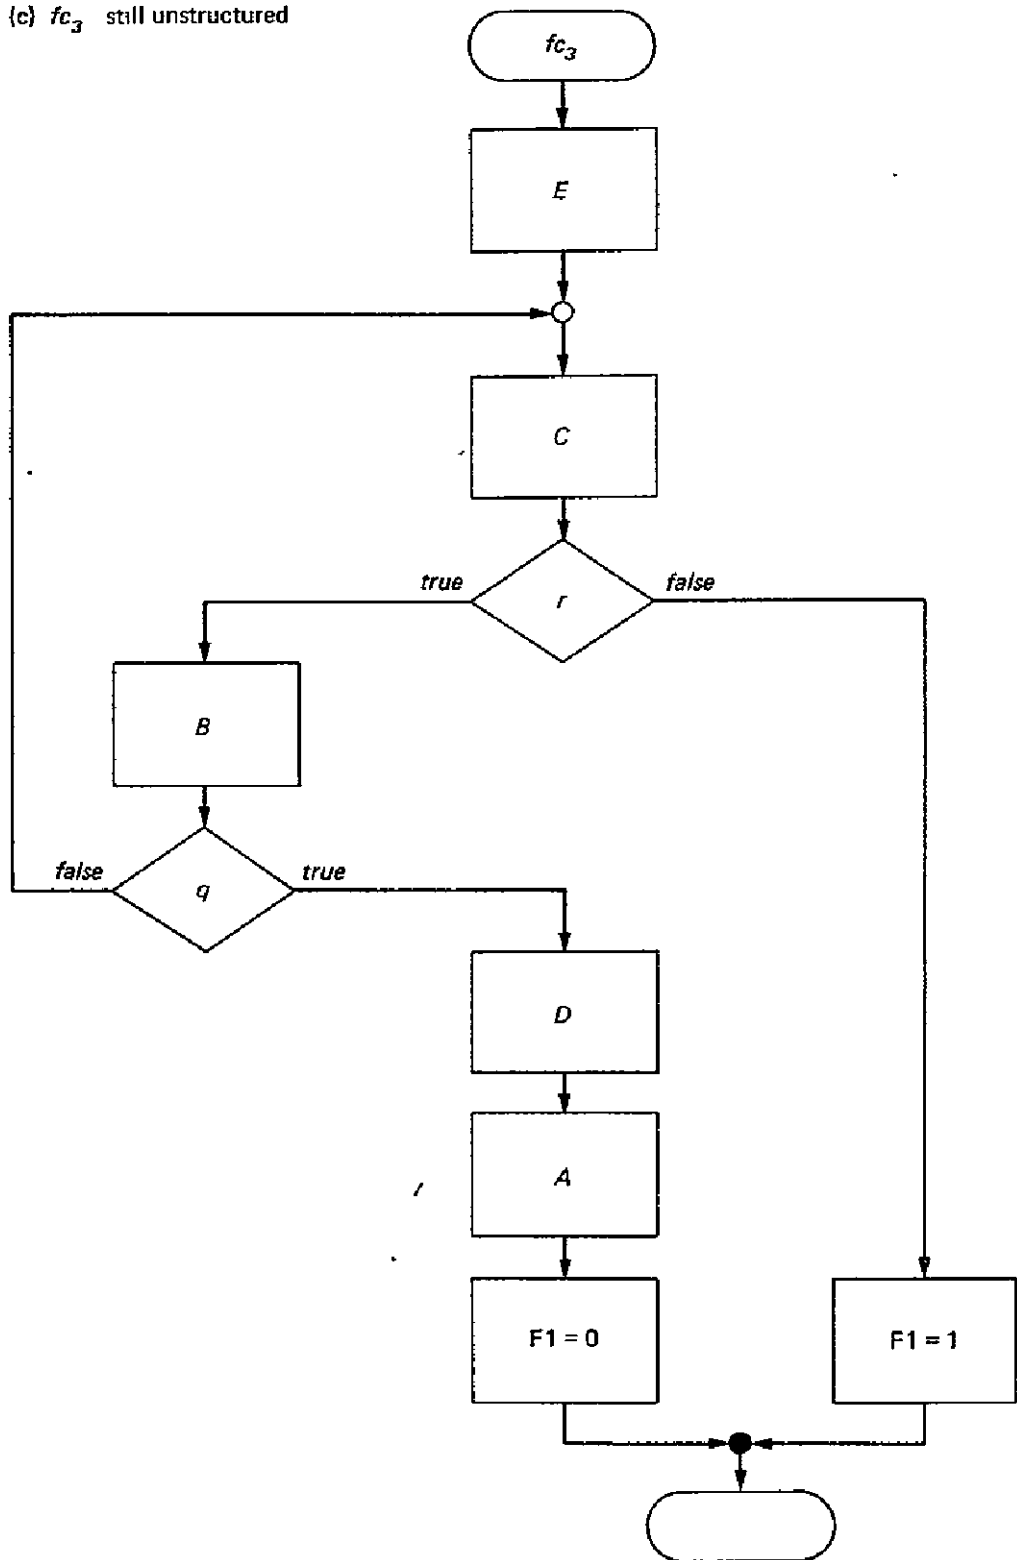 (c) fc3 still unstructured
fc3
E
C
true
false
r
B
false
true
q
D
A
F1 = 0
F1 = 1